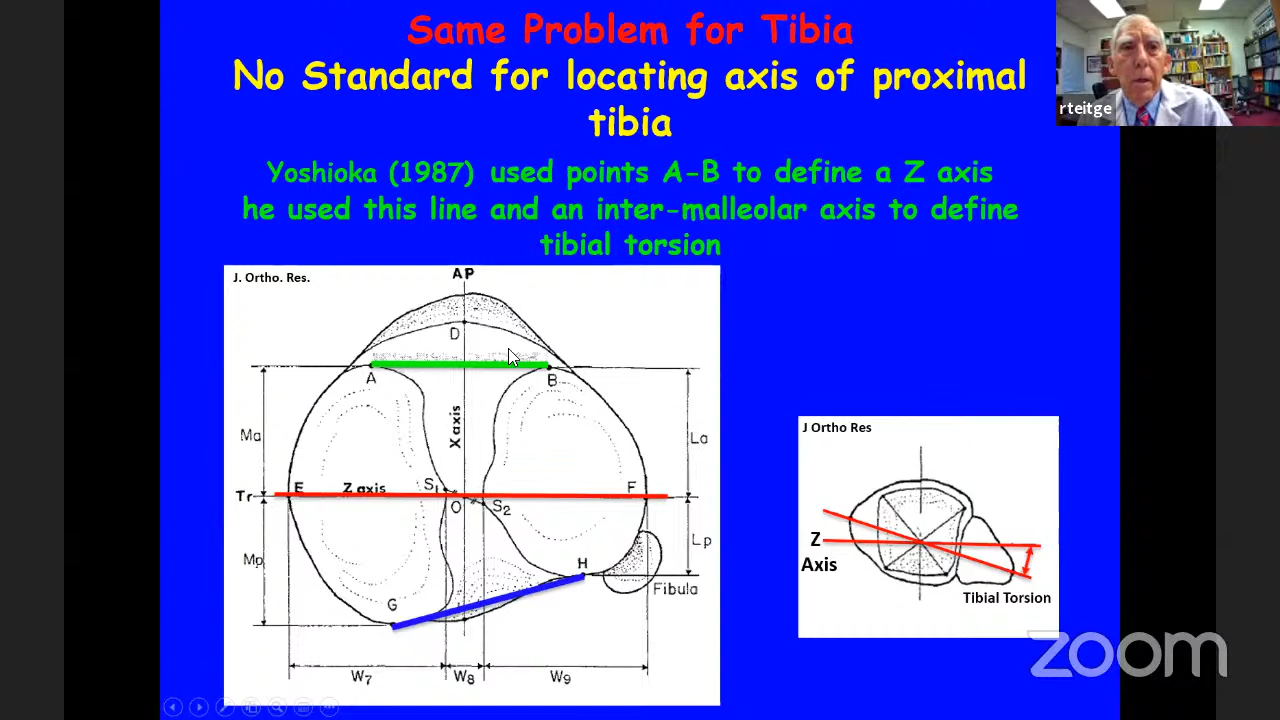 Same Problem for Tibia
No Standard for locating axis of proximal
tibia
Yoshioka (1987) used points A-B to define a Z axis
he used this line and an inter-malleolar axis to define
tibial torsion
rteitge
J. Ortho. Res.
AP
D
A
B
X axis
Ma
La
Tr
E
Z axis
S1
O
S2
F
Mp
Lp
H
G
Fibula
W7
W8
W9
J Ortho Res
Z
Axis
Tibial Torsion
zoom